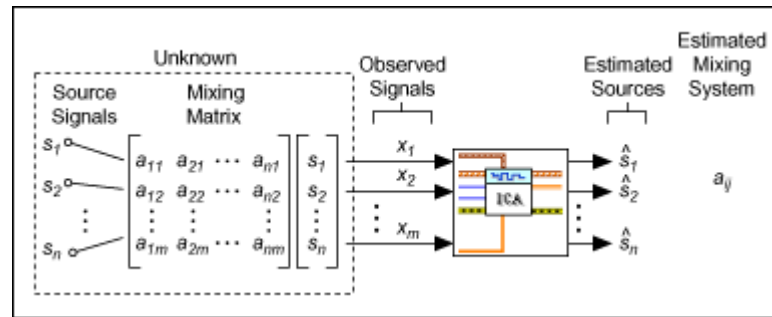 Unknown
Source
Signals
Mixing
Matrix
Observed
Signals
Estimated
Sources
Estimated
Mixing
System
s1 a11 a21 ⋯ an1 s1 x1 ŝ1
s2 a12 a22 ⋯ an2 s2 x2 ICA ŝ2 aij
⋮ ⋮ ⋮ ⋮ ⋮ ⋮ ⋮
sn a1m a2m ⋯ anm sn xm ŝn